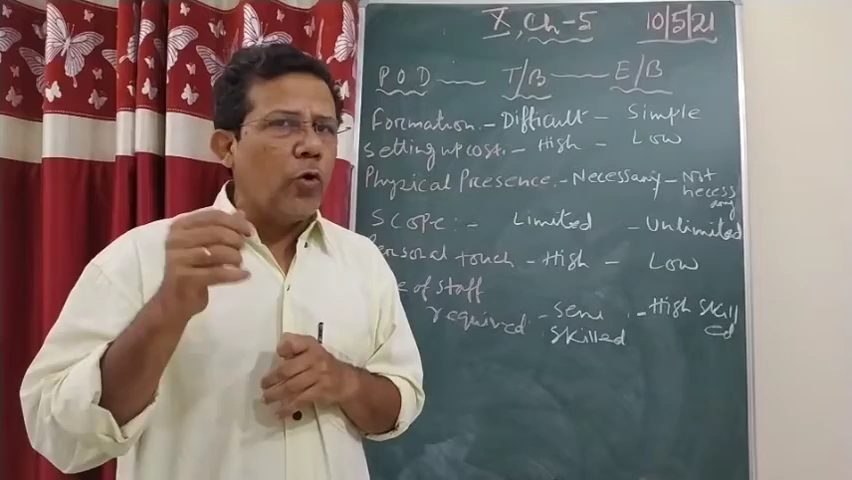 X, Ch-5 10/5/21
POD — T/B — E/B
Formation. - Difficult - Simple
Setting up cost. - High - Low
Physical Presence. - Necessary - Not necessary
Scope: - Limited - Unlimited
Personal touch - High - Low
of staff
required - Semi skilled - High skilled